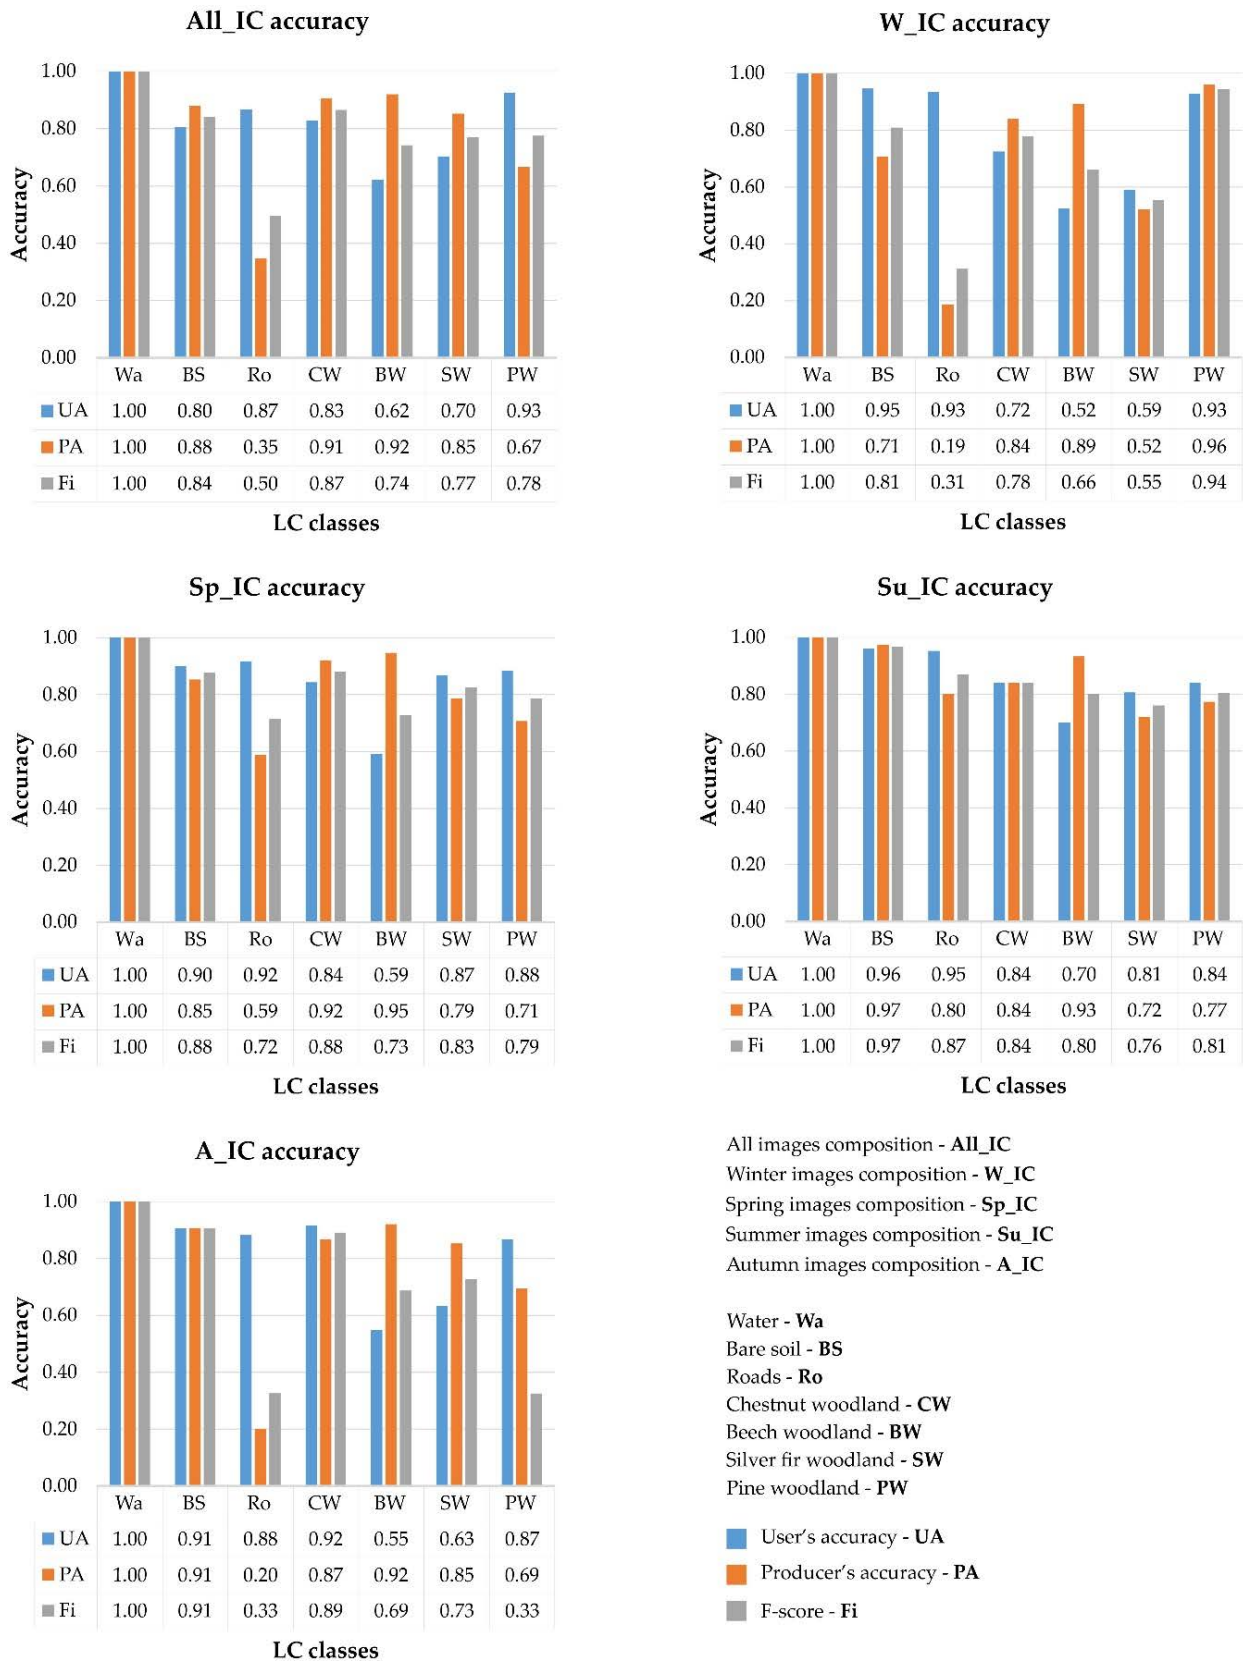 All_IC accuracy
Accuracy
1.00
0.80
0.60
0.40
0.20
0.00
Wa BS Ro CW BW SW PW
UA 1.00 0.80 0.87 0.83 0.62 0.70 0.93
PA 1.00 0.88 0.35 0.91 0.92 0.85 0.67
Fi 1.00 0.84 0.50 0.87 0.74 0.77 0.78
LC classes
W_IC accuracy
Accuracy
1.00
0.80
0.60
0.40
0.20
0.00
Wa BS Ro CW BW SW PW
UA 1.00 0.95 0.93 0.72 0.52 0.59 0.93
PA 1.00 0.71 0.19 0.84 0.89 0.52 0.96
Fi 1.00 0.81 0.31 0.78 0.66 0.55 0.94
LC classes
Sp_IC accuracy
Accuracy
1.00
0.80
0.60
0.40
0.20
0.00
Wa BS Ro CW BW SW PW
UA 1.00 0.90 0.92 0.84 0.59 0.87 0.88
PA 1.00 0.85 0.59 0.92 0.95 0.79 0.71
Fi 1.00 0.88 0.72 0.88 0.73 0.83 0.79
LC classes
Su_IC accuracy
Accuracy
1.00
0.80
0.60
0.40
0.20
0.00
Wa BS Ro CW BW SW PW
UA 1.00 0.96 0.95 0.84 0.70 0.81 0.84
PA 1.00 0.97 0.80 0.84 0.93 0.72 0.77
Fi 1.00 0.97 0.87 0.84 0.80 0.76 0.81
LC classes
A_IC accuracy
Accuracy
1.00
0.80
0.60
0.40
0.20
0.00
Wa BS Ro CW BW SW PW
UA 1.00 0.91 0.88 0.92 0.55 0.63 0.87
PA 1.00 0.91 0.20 0.87 0.92 0.85 0.69
Fi 1.00 0.91 0.33 0.89 0.69 0.73 0.33
LC classes
All images composition - All_IC
Winter images composition - W_IC
Spring images composition - Sp_IC
Summer images composition - Su_IC
Autumn images composition - A_IC
Water - Wa
Bare soil - BS
Roads - Ro
Chestnut woodland - CW
Beech woodland - BW
Silver fir woodland - SW
Pine woodland - PW
User's accuracy - UA
Producer's accuracy - PA
F-score - Fi